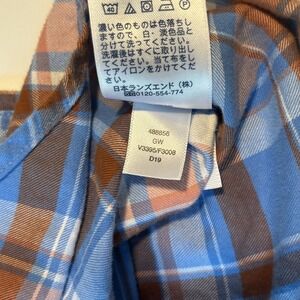 40
濃い色のものは色落ちし
ますので、白・淡色品と
分けて洗ってください。
洗濯後はすぐに取り出し
てください。当て布をし
てアイロンをかけてくだ
さい。
日本ランズエンド（株）
0120-554-774
488856
GW
V3395/F3008
D19